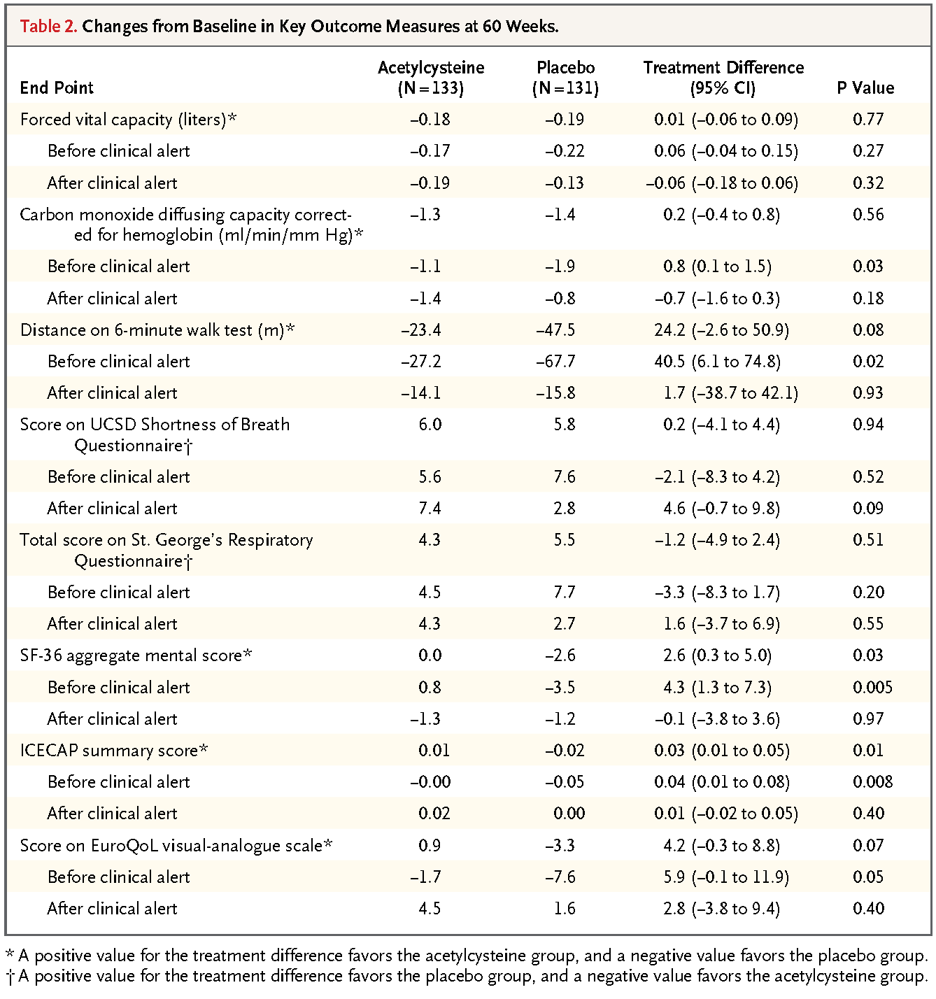 Table 2. Changes from Baseline in Key Outcome Measures at 60 Weeks.
End Point Acetylcysteine (N=133) Placebo (N=131) Treatment Difference (95% CI) P Value
Forced vital capacity (liters)* –0.18 –0.19 0.01 (–0.06 to 0.09) 0.77
Before clinical alert –0.17 –0.22 0.06 (–0.04 to 0.15) 0.27
After clinical alert –0.19 –0.13 –0.06 (–0.18 to 0.06) 0.32
Carbon monoxide diffusing capacity correct- –1.3 –1.4 0.2 (–0.4 to 0.8) 0.56
ed for hemoglobin (ml/min/mm Hg)*
Before clinical alert –1.1 –1.9 0.8 (0.1 to 1.5) 0.03
After clinical alert –1.4 –0.8 –0.7 (–1.6 to 0.3) 0.18
Distance on 6-minute walk test (m)* –23.4 –47.5 24.2 (–2.6 to 50.9) 0.08
Before clinical alert –27.2 –67.7 40.5 (6.1 to 74.8) 0.02
After clinical alert –14.1 –15.8 1.7 (–38.7 to 42.1) 0.93
Score on UCSD Shortness of Breath 6.0 5.8 0.2 (–4.1 to 4.4) 0.94
Questionnaire†
Before clinical alert 5.6 7.6 –2.1 (–8.3 to 4.2) 0.52
After clinical alert 7.4 2.8 4.6 (–0.7 to 9.8) 0.09
Total score on St. George’s Respiratory 4.3 5.5 –1.2 (–4.9 to 2.4) 0.51
Questionnaire†
Before clinical alert 4.5 7.7 –3.3 (–8.3 to 1.7) 0.20
After clinical alert 4.3 2.7 1.6 (–3.7 to 6.9) 0.55
SF-36 aggregate mental score* 0.0 –2.6 2.6 (0.3 to 5.0) 0.03
Before clinical alert 0.8 –3.5 4.3 (1.3 to 7.3) 0.005
After clinical alert –1.3 –1.2 –0.1 (–3.8 to 3.6) 0.97
ICECAP summary score* 0.01 –0.02 0.03 (0.01 to 0.05) 0.01
Before clinical alert –0.00 –0.05 0.04 (0.01 to 0.08) 0.008
After clinical alert 0.02 0.00 0.01 (–0.02 to 0.05) 0.40
Score on EuroQoL visual-analogue scale* 0.9 –3.3 4.2 (–0.3 to 8.8) 0.07
Before clinical alert –1.7 –7.6 5.9 (–0.1 to 11.9) 0.05
After clinical alert 4.5 1.6 2.8 (–3.8 to 9.4) 0.40
* A positive value for the treatment difference favors the acetylcysteine group, and a negative value favors the placebo group.
† A positive value for the treatment difference favors the placebo group, and a negative value favors the acetylcysteine group.